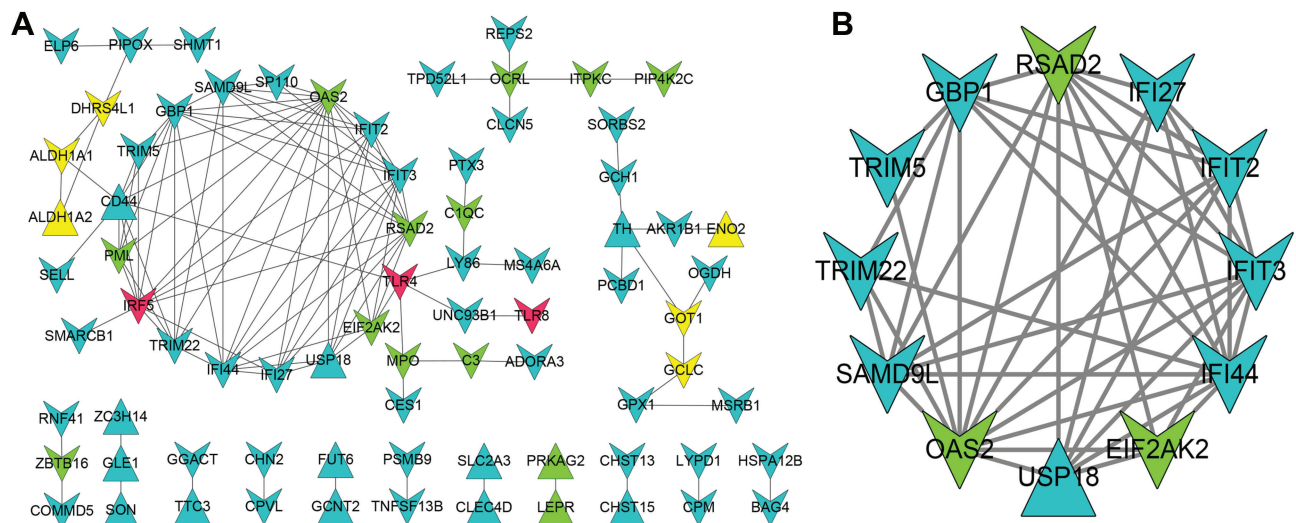 A
B
ELP6 PIPOX SHMT1
REPS2
TPD52L1 OCRL ITPKC PIP4K2C
CLCN5
SORBS2
SAMD9L SP110
OAS2
DHRS4L1 GBP1
IFIT2
TRIM5
ALDH1A1
IFIT3
PTX3
GCH1
CD44
ALDH1A2
C1QC
RSAD2
TH AKR1B1 ENO2
PML
SELL
LY86 MS4A6A
OGDH
TLR4
PCBD1
IRF5
UNC93B1 TLR8
GOT1
SMARCB1
EIF2AK2
TRIM22
USP18
IFI44
IFI27
MPO C3 ADORA3
GCLC
CES1
GPX1 MSRB1
RNF41 ZC3H14
ZBTB16 GLE1 GGACT CHN2 FUT6 PSMB9 SLC2A3 PRKAG2 CHST13 LYPD1 HSPA12B
COMMD5 SON TTC3 CPVL GCNT2 TNFSF13B CLEC4D LEPR CHST15 CPM BAG4
RSAD2
GBP1 IFI27
TRIM5 IFIT2
TRIM22 IFIT3
SAMD9L IFI44
OAS2 EIF2AK2
USP18